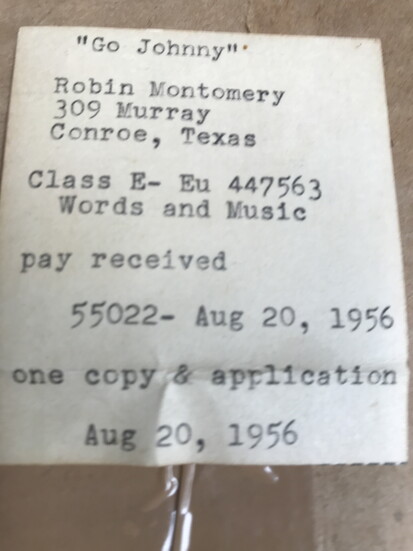 "Go Johnny"
Robin Montomery
309 Murray
Conroe, Texas
Class E- Eu 447563
Words and Music
pay received
55022- Aug 20, 1956
one copy & application
Aug 20, 1956